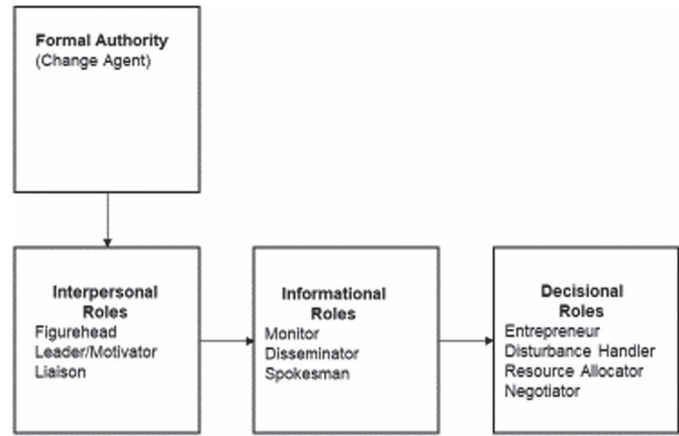 Formal Authority
(Change Agent)
Interpersonal
Roles
Figurehead
Leader/Motivator
Liaison
Informational
Roles
Monitor
Disseminator
Spokesman
Decisional
Roles
Entrepreneur
Disturbance Handler
Resource Allocator
Negotiator